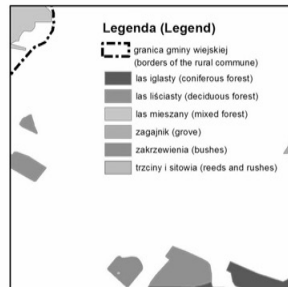 Legenda (Legend)
granica gminy wiejskiej
(borders of the rural commune)
las iglasty (coniferous forest)
las liściasty (deciduous forest)
las mieszany (mixed forest)
zagajnik (grove)
zakrzewienia (bushes)
trzciny i sitowia (reeds and rushes)